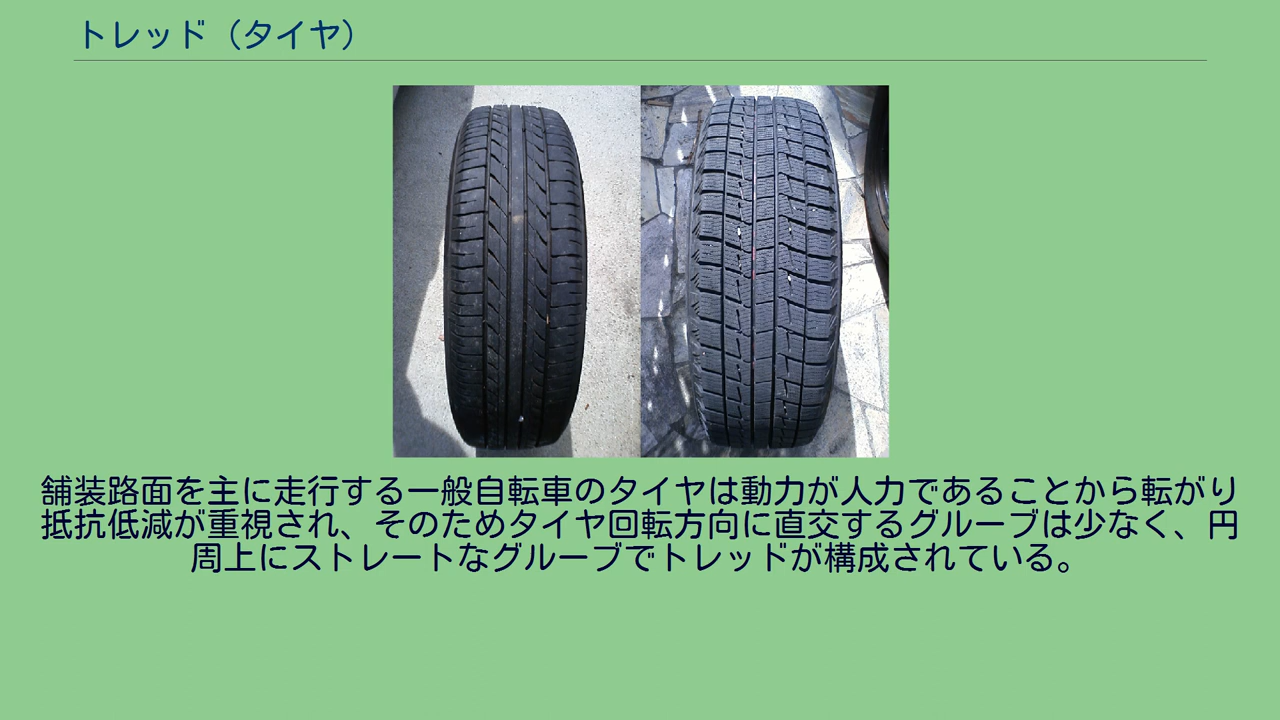 トレッド（タイヤ）
舗装路面を主に走行する一般自転車のタイヤは動力が人力であることから転がり
抵抗低減が重視され、そのためタイヤ回転方向に直交するグルーブは少なく、円
周上にストレートなグルーブでトレッドが構成されている。